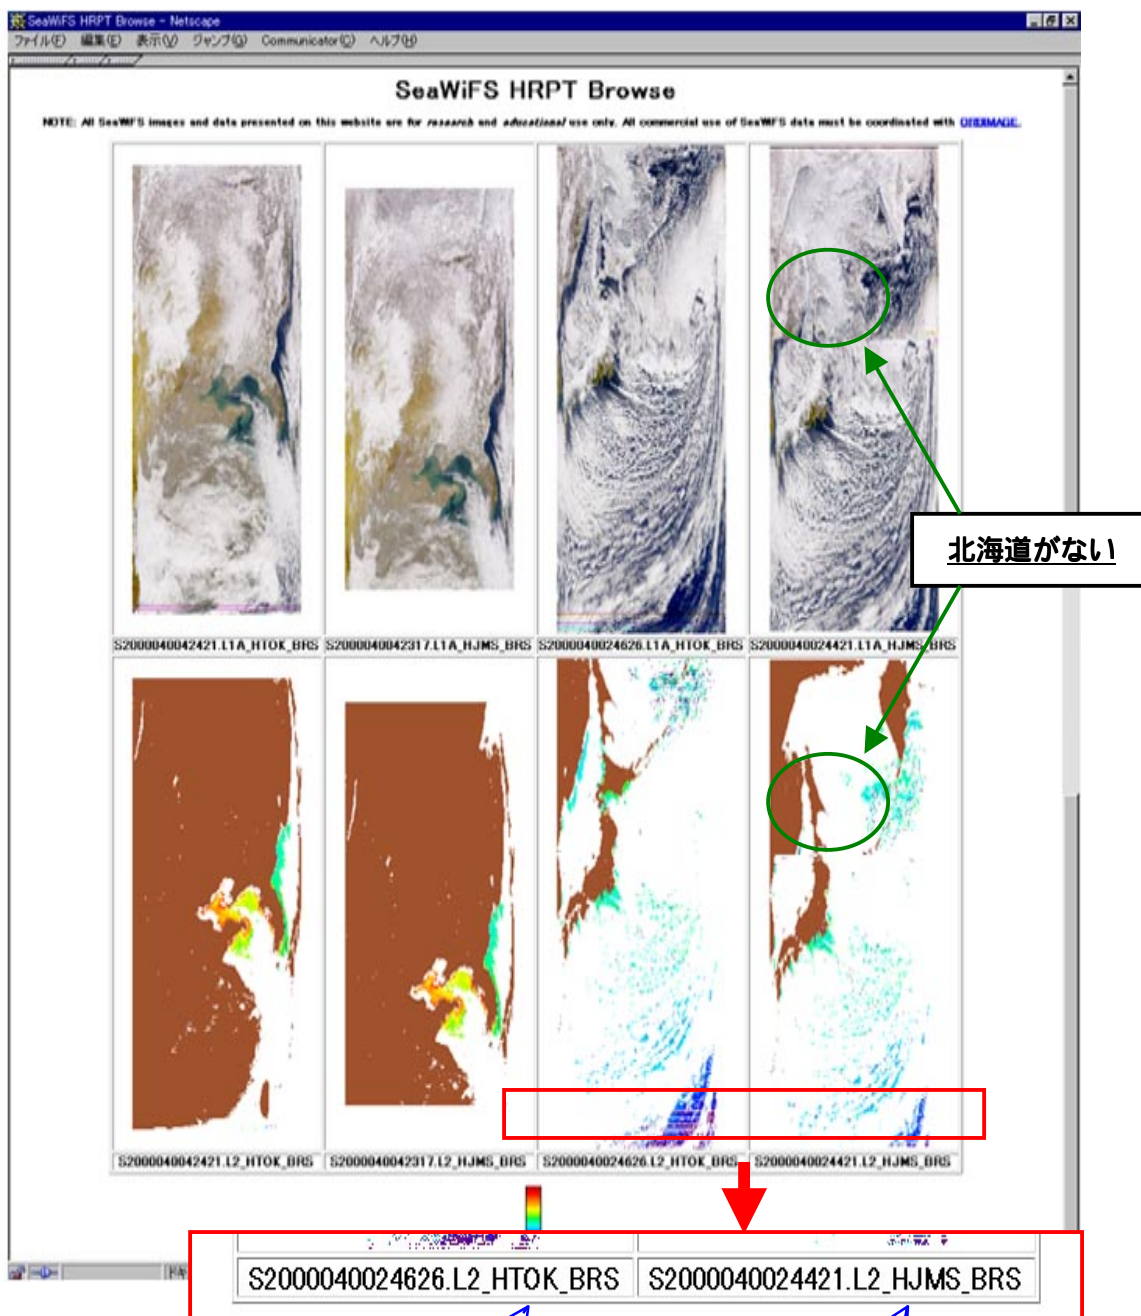 SeaWiFS HRPT Browse - Netscape
ファイル(F) 編集(E) 表示(V) ジャンプ(G) Communicator(C) ヘルプ(H)
SeaWiFS HRPT Browse
NOTE: All SeaWiFS images and data presented on this website are for research and educational use only. All commercial use of SeaWiFS data must be coordinated with ORBIMAGE.
北海道がない
S2000040042421.L1A_HTOK_BRS S2000040042317.L1A_HJMS_BRS S2000040024626.L1A_HTOK_BRS S2000040024421.L1A_HJMS_BRS
S2000040042421.L2_HTOK_BRS S2000040042317.L2_HJMS_BRS S2000040024626.L2_HTOK_BRS S2000040024421.L2_HJMS_BRS
S2000040024626.L2_HTOK_BRS S2000040024421.L2_HJMS_BRS